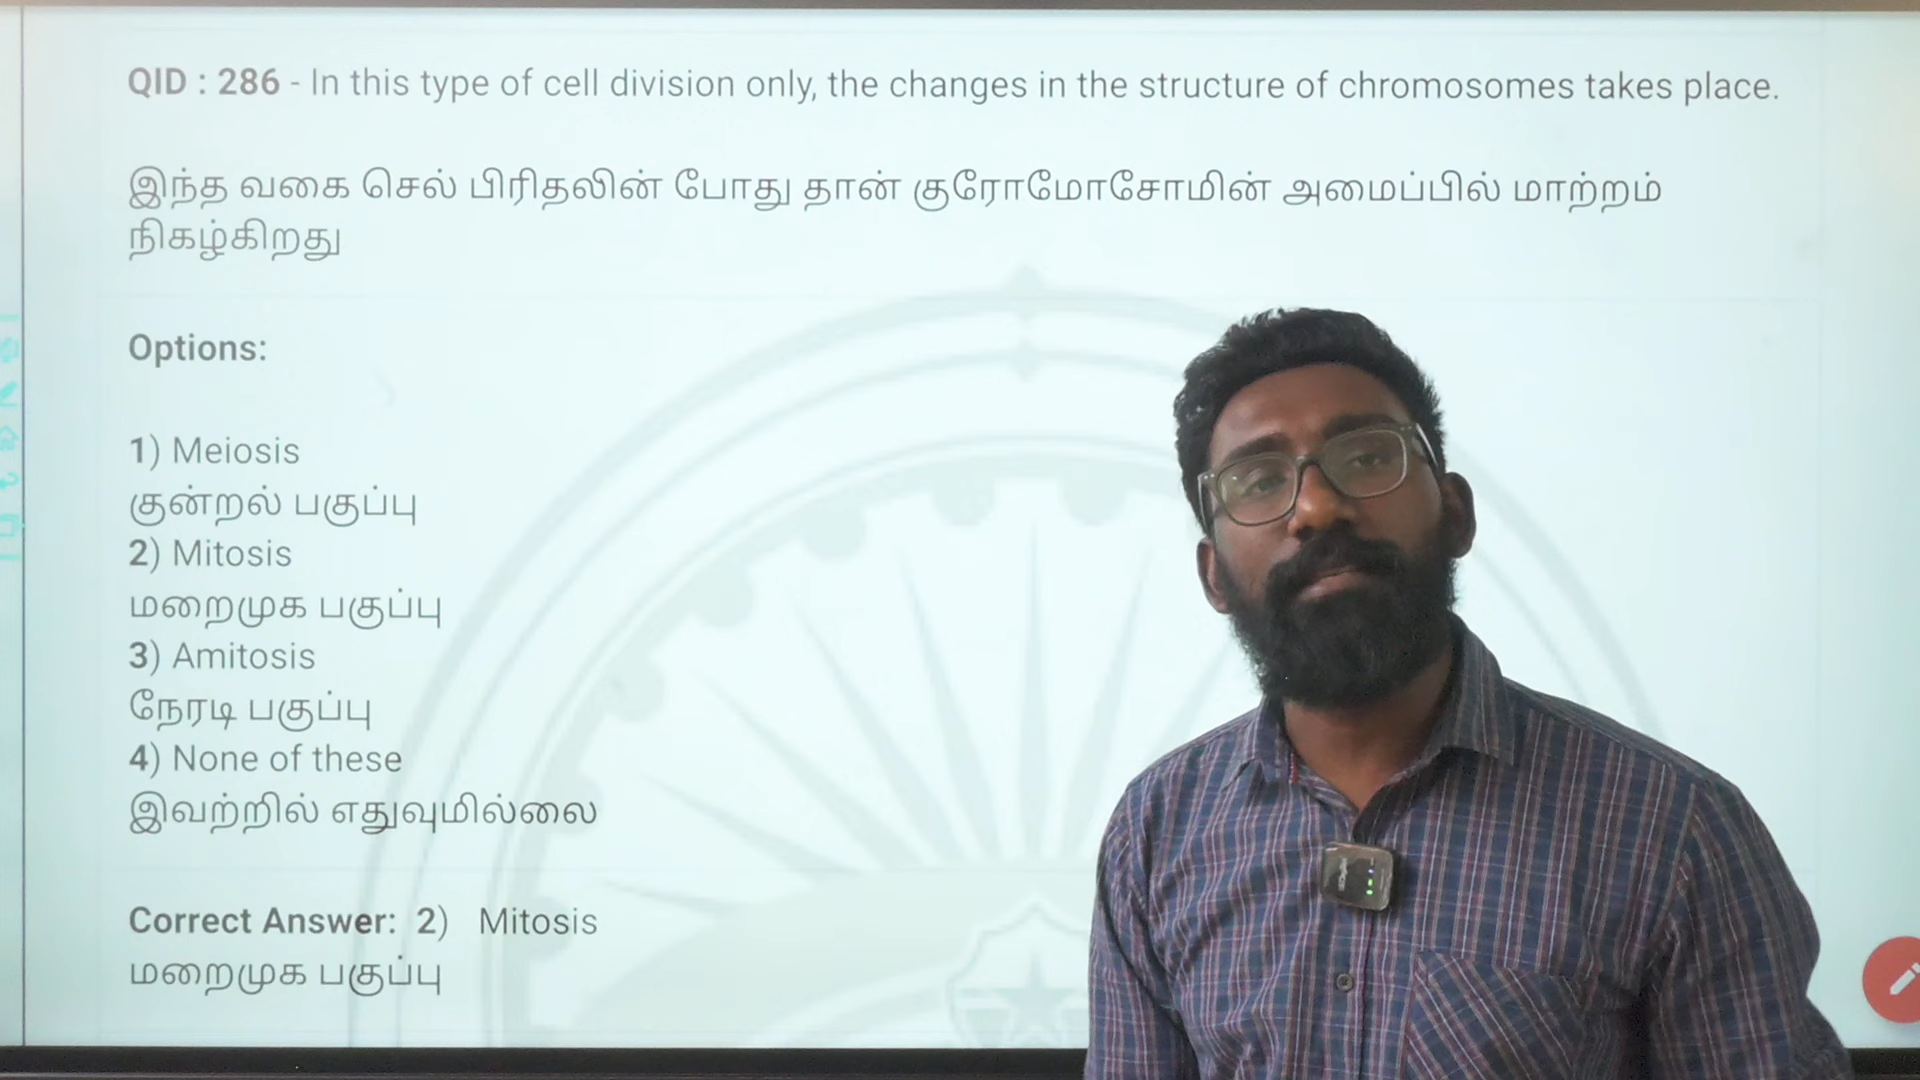 QID : 286 - In this type of cell division only, the changes in the structure of chromosomes takes place.
இந்த வகை செல் பிரிதலின் போது தான் குரோமோசோமின் அமைப்பில் மாற்றம்
நிகழ்கிறது
Options:
1) Meiosis
குன்றல் பகுப்பு
2) Mitosis
மறைமுக பகுப்பு
3) Amitosis
நேரடி பகுப்பு
4) None of these
இவற்றில் எதுவுமில்லை
Correct Answer: 2) Mitosis
மறைமுக பகுப்பு